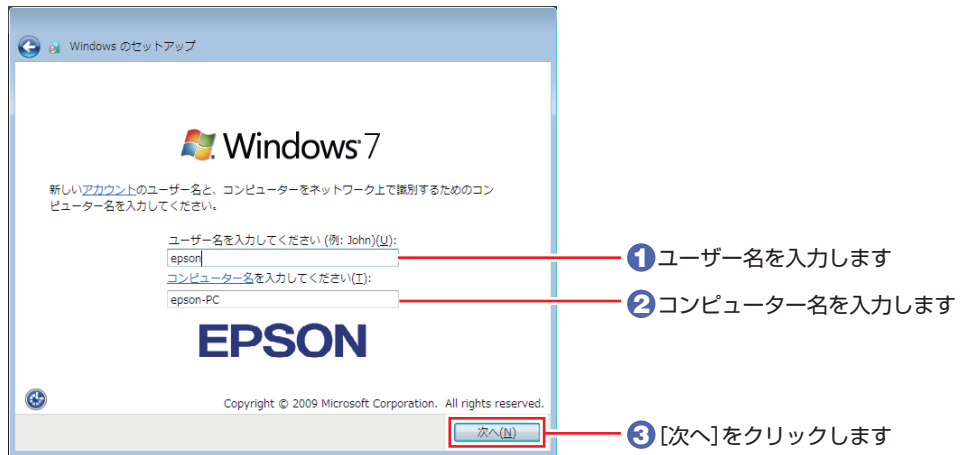 Windows のセットアップ
Windows 7
新しいアカウントのユーザー名と、コンピューターをネットワーク上で識別するためのコン
ピューター名を入力してください。
ユーザー名を入力してください (例: John)(U):
epson
❶ユーザー名を入力します
コンピューター名を入力してください(T):
epson-PC
❷コンピューター名を入力します
EPSON
Copyright © 2009 Microsoft Corporation. All rights reserved.
次へ(N)
❸[次へ]をクリックします